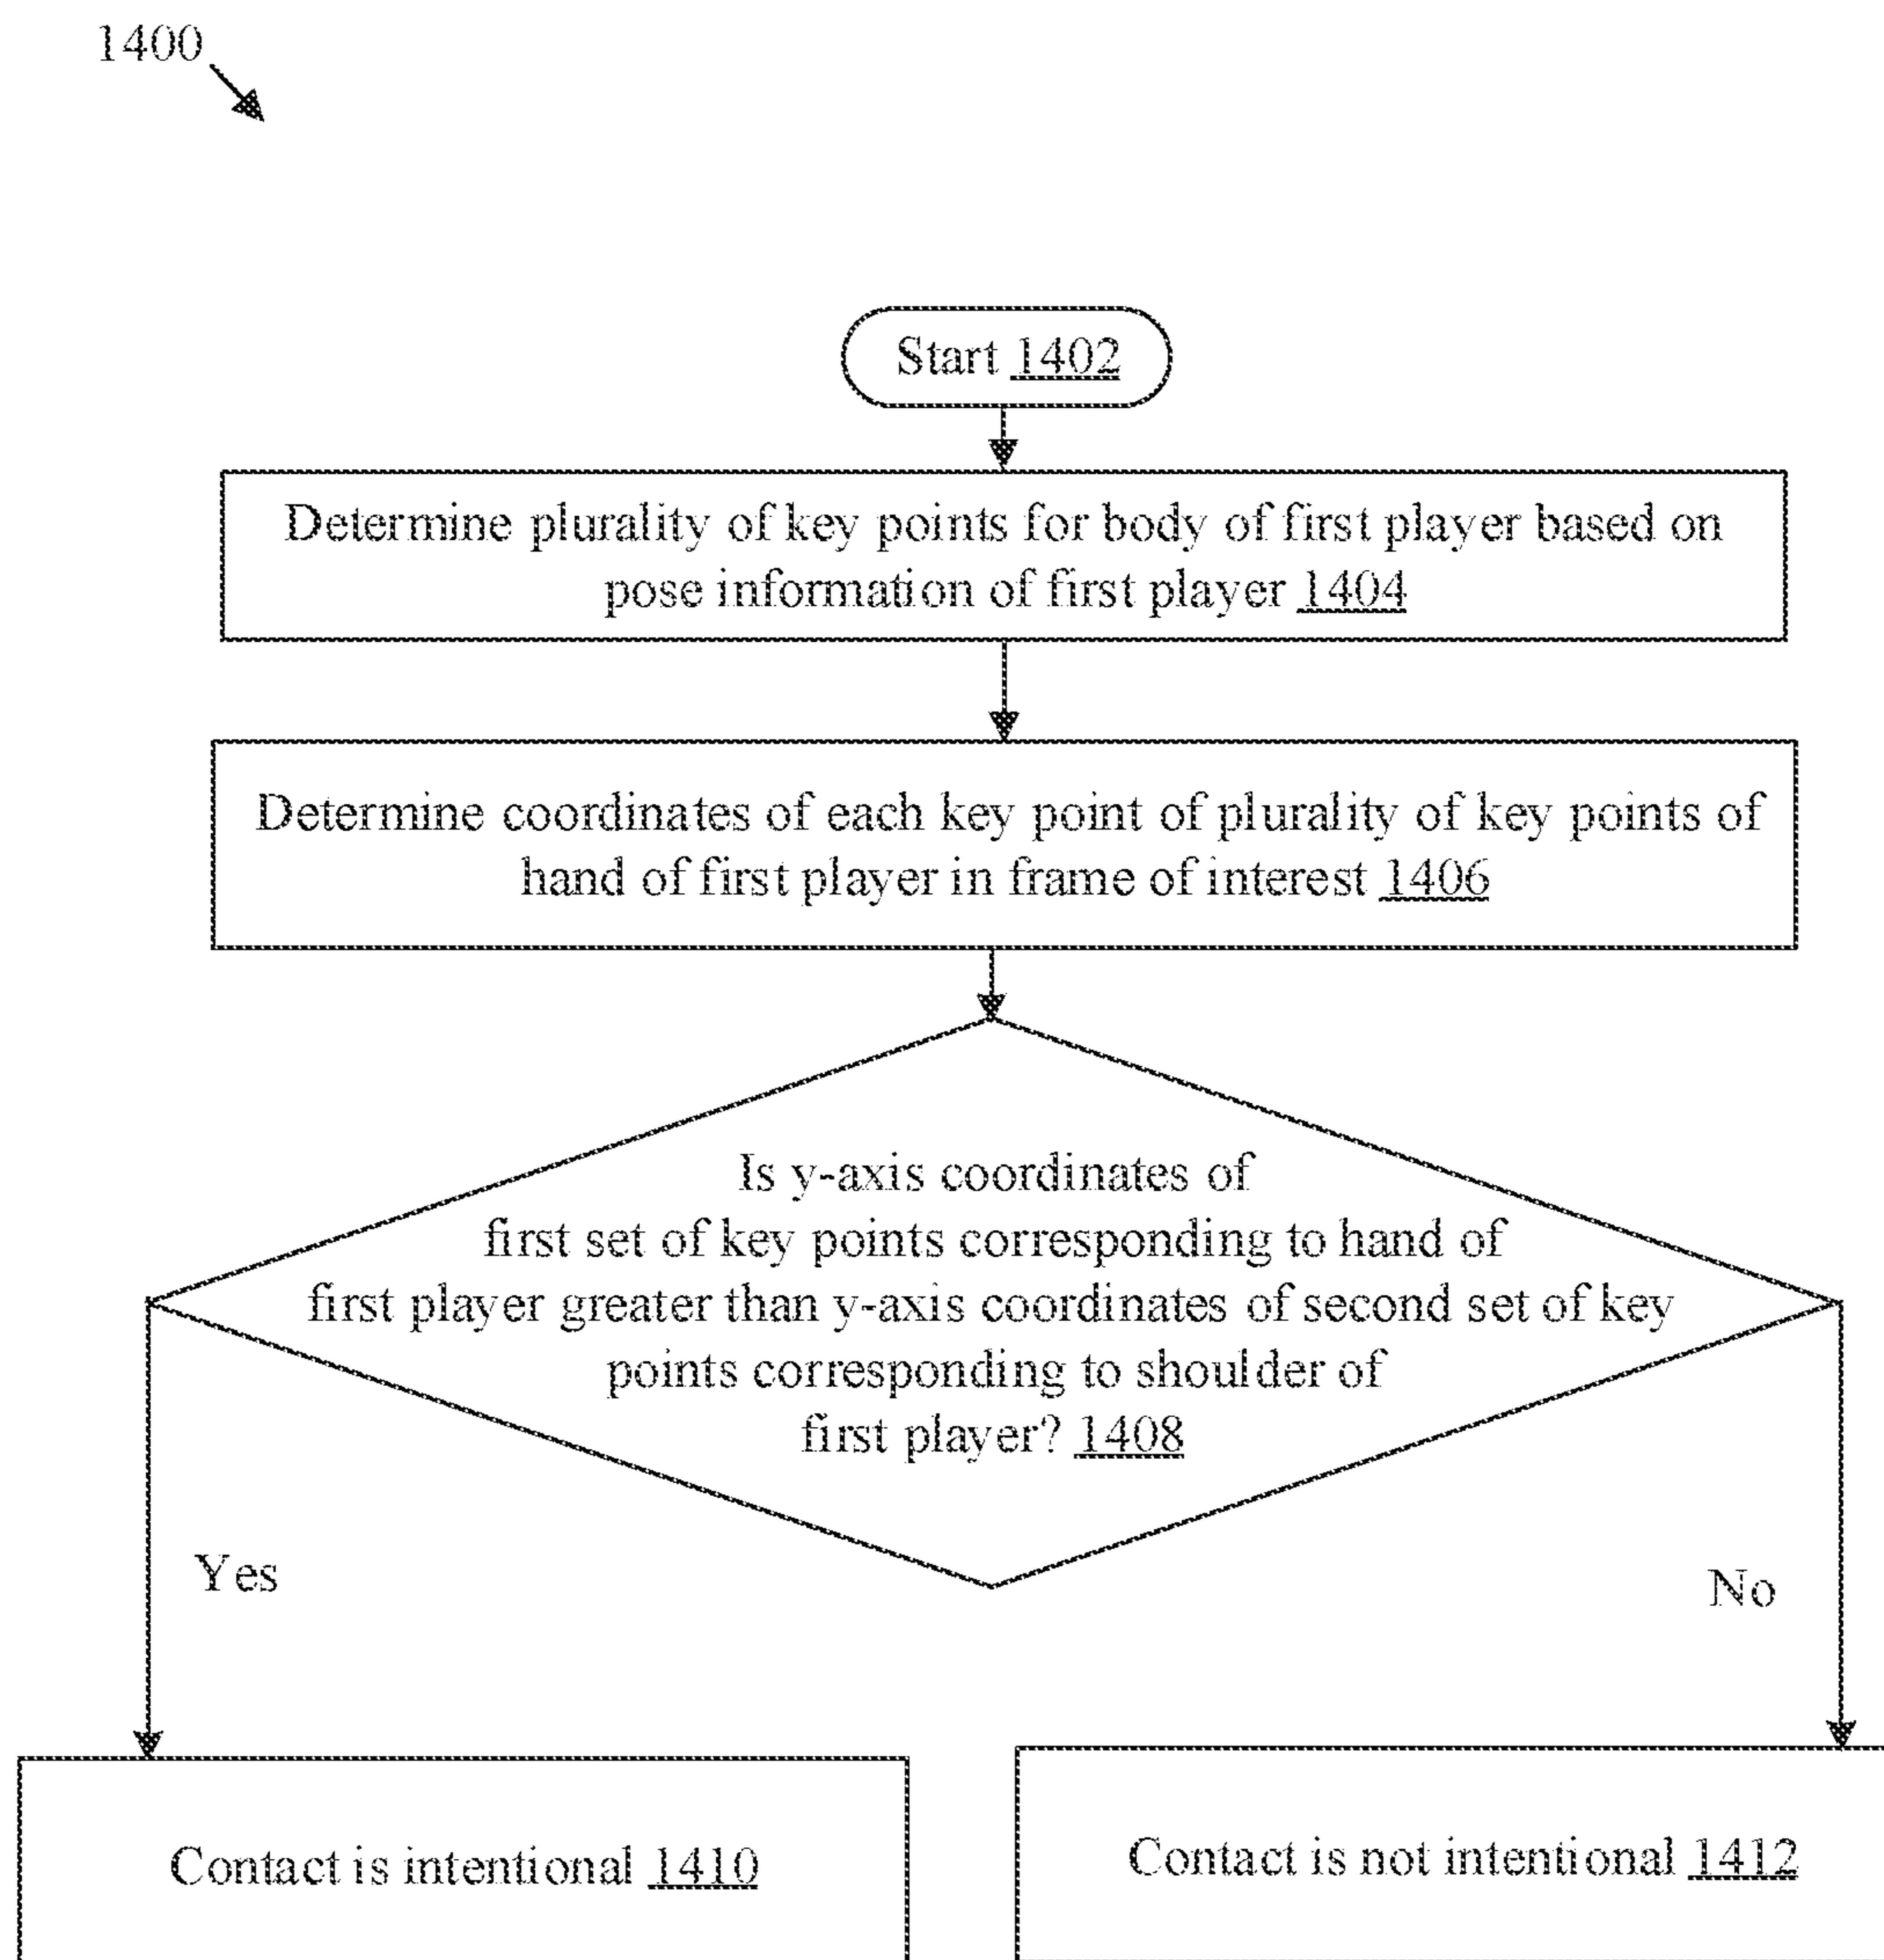 1400
Start 1402
Determine plurality of key points for body of first player based on
pose information of first player 1404
Determine coordinates of each key point of plurality of key points of
hand of first player in frame of interest 1406
Is y-axis coordinates of
first set of key points corresponding to hand of
first player greater than y-axis coordinates of second set of key
points corresponding to shoulder of
first player? 1408
Yes
No
Contact is intentional 1410
Contact is not intentional 1412